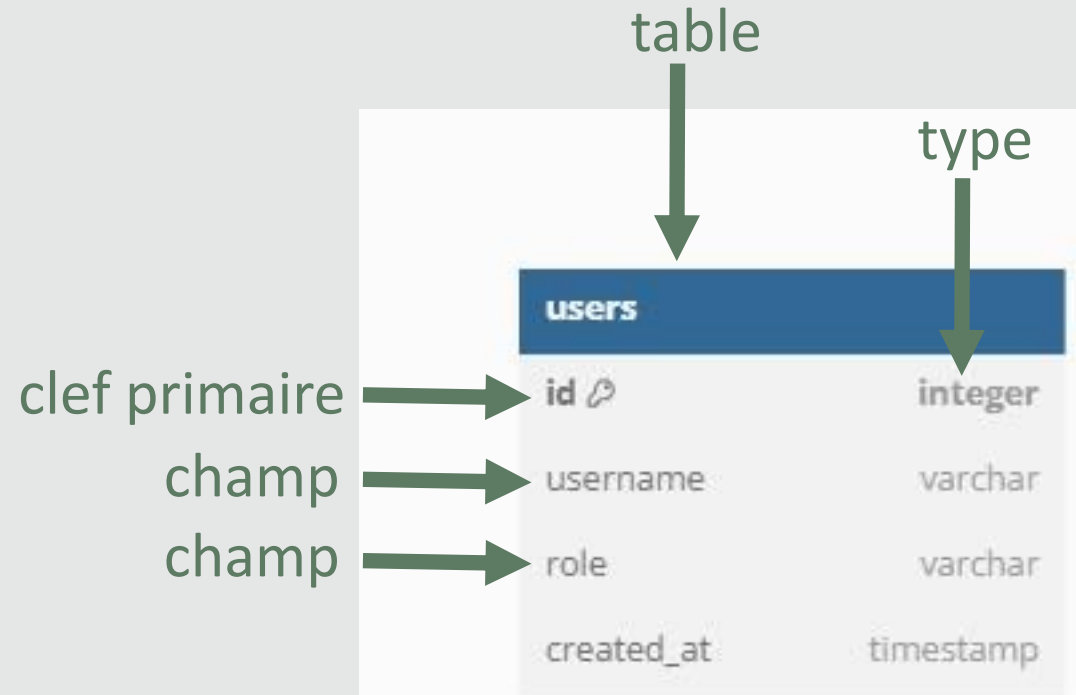 table
type
users
clef primaire id integer
champ username varchar
champ role varchar
created_at timestamp